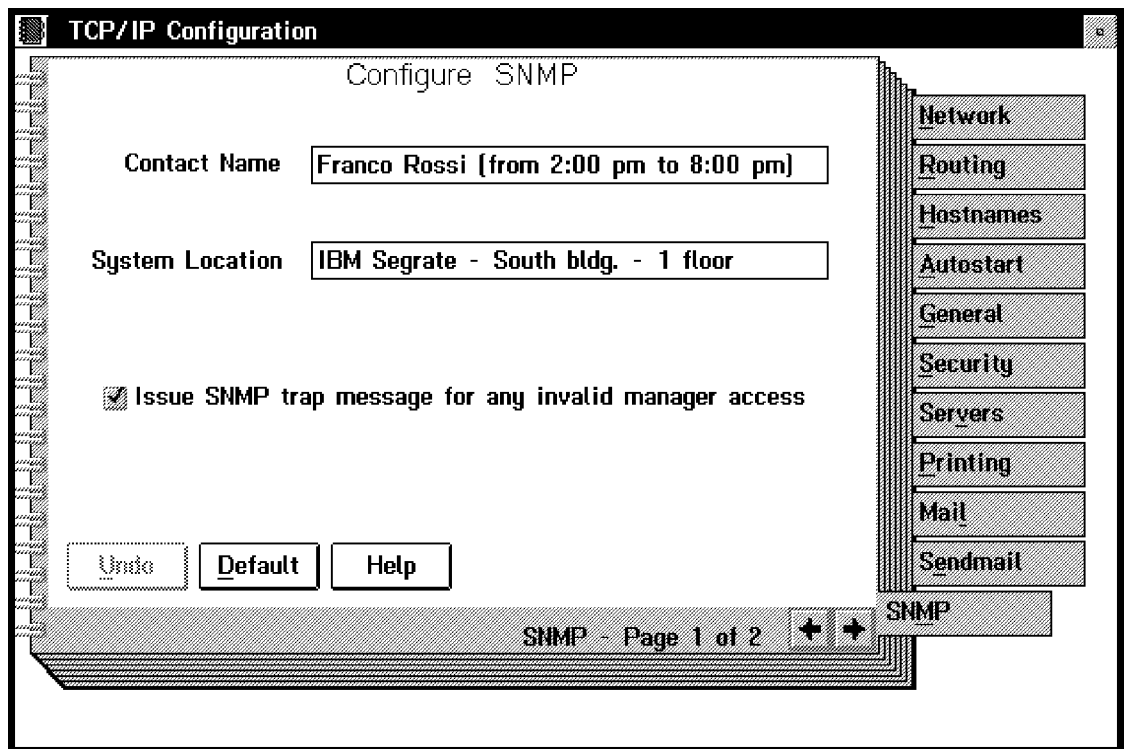 TCP/IP Configuration
Configure SNMP
Contact Name Franco Rossi (from 2:00 pm to 8:00 pm)
System Location IBM Segrate - South bldg. - 1 floor
Issue SNMP trap message for any invalid manager access
Undo Default Help
SNMP - Page 1 of 2
Network
Routing
Hostnames
Autostart
General
Security
Servers
Printing
Mail
Sendmail
SNMP